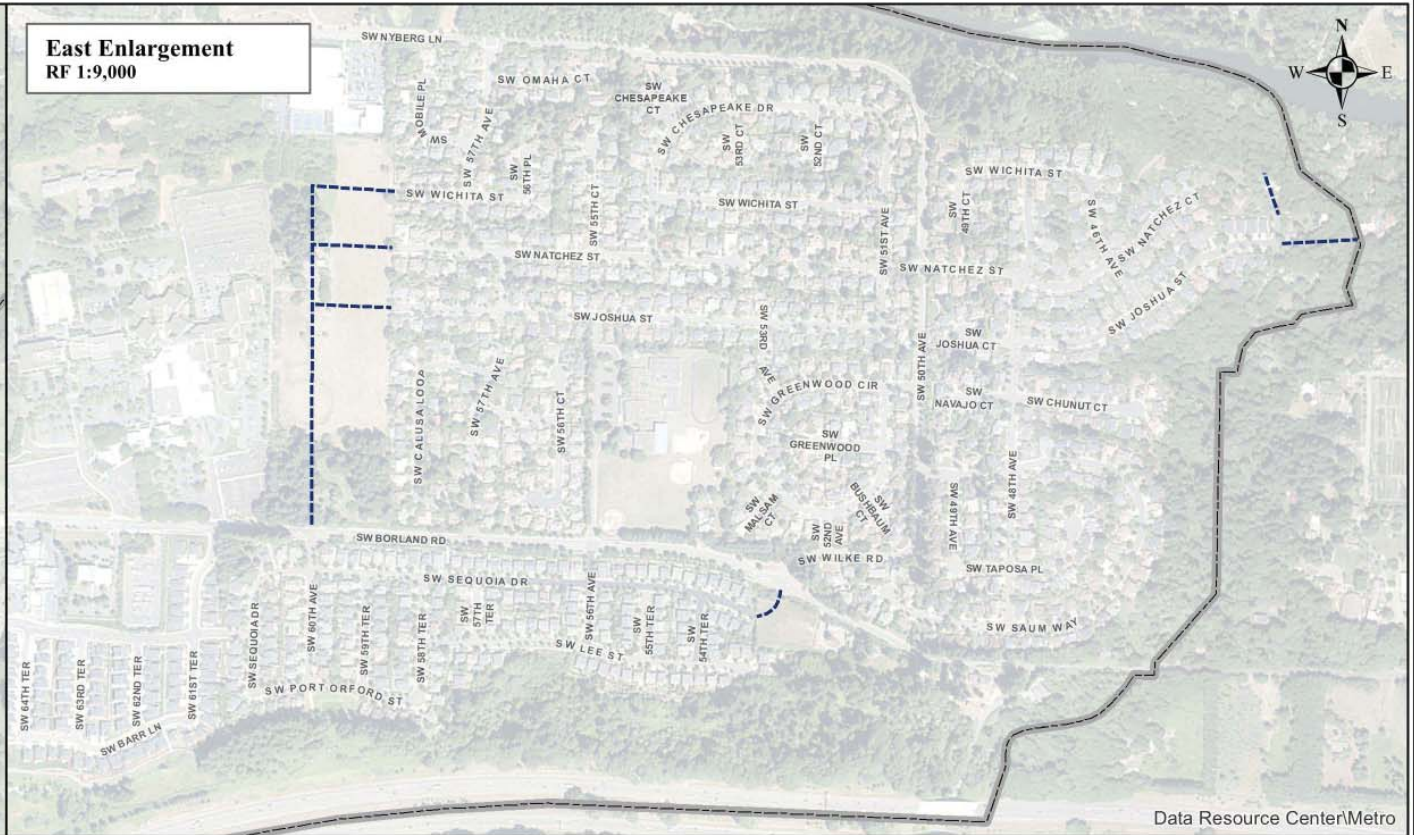 East Enlargement
RF 1:9,000
N
W
E
S
SW NYBERG LN
SW OMAHA CT
SW
CHESAPEAKE
CT
SW CHESAPEAKE DR
SW MOBILE PL
SW 57TH AVE
SW
56TH PL
SW
53RD CT
SW
52ND CT
SW WICHITA ST
SW 55TH CT
SW WICHITA ST
SW WICHITA ST
SW
49TH CT
SW 51ST AVE
SW 46TH AVE
SW NATCHEZ CT
SW NATCHEZ ST
SW NATCHEZ ST
SW JOSHUA ST
SW JOSHUA ST
SW 53RD AVE
SW
JOSHUA CT
SW 50TH AVE
SW CALUSA LOOP
SW 57TH AVE
SW 56TH CT
SW GREENWOOD CIR
SW
NAVAJO CT
SW CHUNUT CT
SW
GREENWOOD
PL
SW
MALSAM
CT
SW
BUSHBAUM
CT
SW 48TH AVE
SW 49TH AVE
SW
52ND
AVE
SW BORLAND RD
SW WILKE RD
SW TAPOSA PL
SW SEQUOIA DR
SW SEQUOIA DR
SW 60TH AVE
SW 59TH TER
SW 58TH TER
SW
57TH
TER
SW 56TH AVE
SW
55TH TER
SW
54TH TER
SW SAUM WAY
SW LEE ST
SW 64TH TER
SW 63RD TER
SW 62ND TER
SW 61ST TER
SW PORT ORFORD ST
SW BARR LN
Data Resource Center\Metro